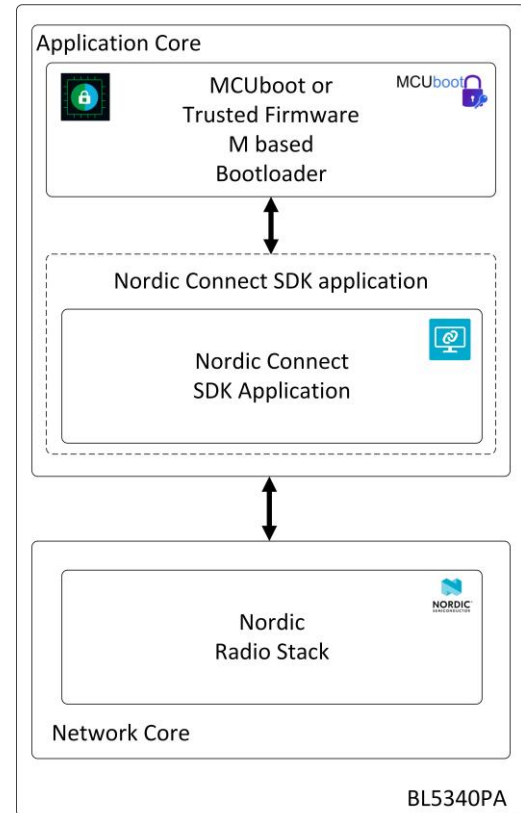 Application Core
MCUboot or
Trusted Firmware
M based
Bootloader
MCUboot
Nordic Connect SDK application
Nordic Connect
SDK Application
Nordic
Radio Stack
NORDIC
SEMICONDUCTOR
Network Core
BL5340PA